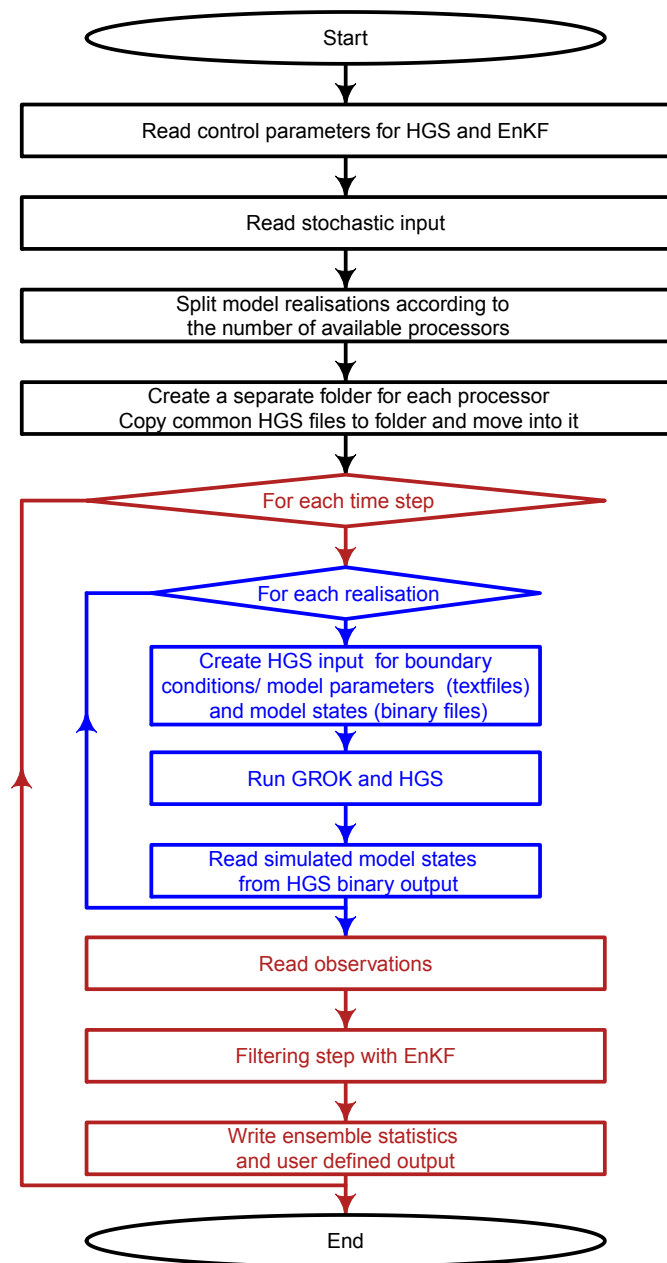 Start
Read control parameters for HGS and EnKF
Read stochastic input
Split model realisations according to
the number of available processors
Create a separate folder for each processor
Copy common HGS files to folder and move into it
For each time step
For each realisation
Create HGS input for boundary
conditions/ model parameters (textfiles)
and model states (binary files)
Run GROK and HGS
Read simulated model states
from HGS binary output
Read observations
Filtering step with EnKF
Write ensemble statistics
and user defined output
End